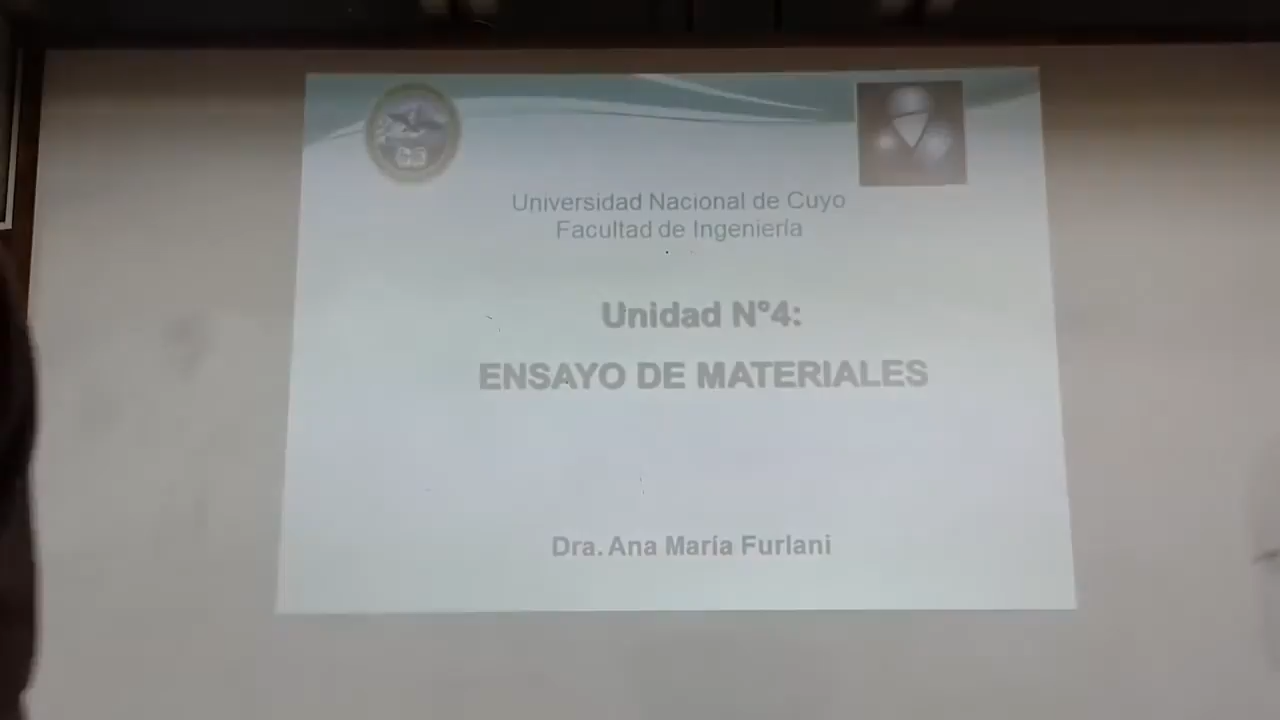 Universidad Nacional de Cuyo
Facultad de Ingeniería
Unidad N°4:
ENSAYO DE MATERIALES
Dra. Ana María Furlani